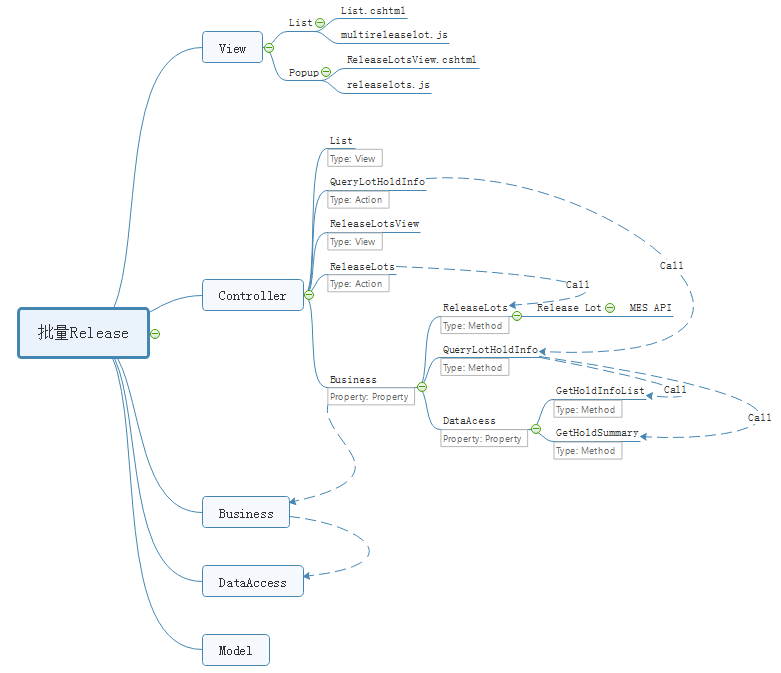 批量Release
View
List
List.cshtml
multireleaselot.js
Popup
ReleaseLotsView.cshtml
releaselots.js
Controller
List
Type: View
QueryLotHoldInfo
Type: Action
ReleaseLotsView
Type: View
ReleaseLots
Type: Action
Business
Property: Property
ReleaseLots
Type: Method
Release Lot
MES API
QueryLotHoldInfo
Type: Method
DataAcess
Property: Property
GetHoldInfoList
Type: Method
GetHoldSummary
Type: Method
Call
Call
Call
Call
Business
DataAccess
Model